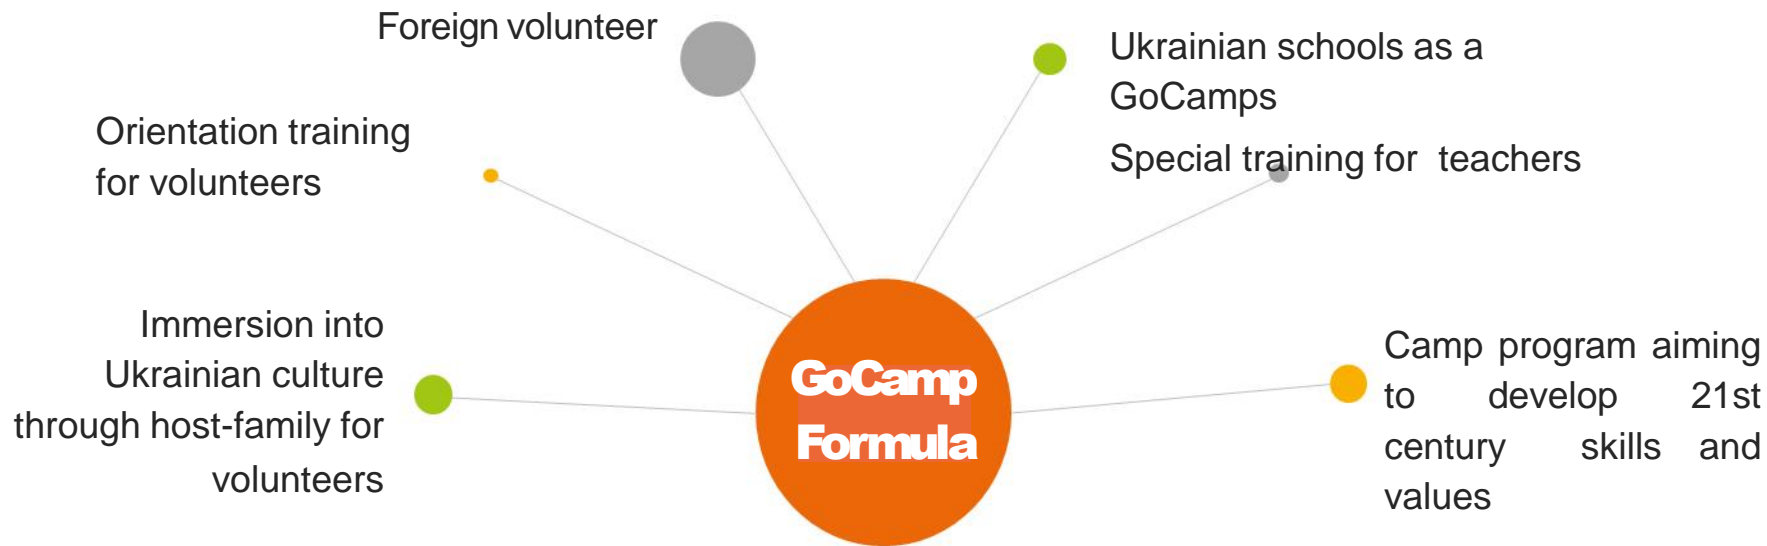 Foreign volunteer
Orientation training
for volunteers
Immersion into
Ukrainian culture
through host-family for
volunteers
Ukrainian schools as a
GoCamps
Special training for teachers
Camp program aiming
to develop 21st
century skills and
values
GoCamp
Formula